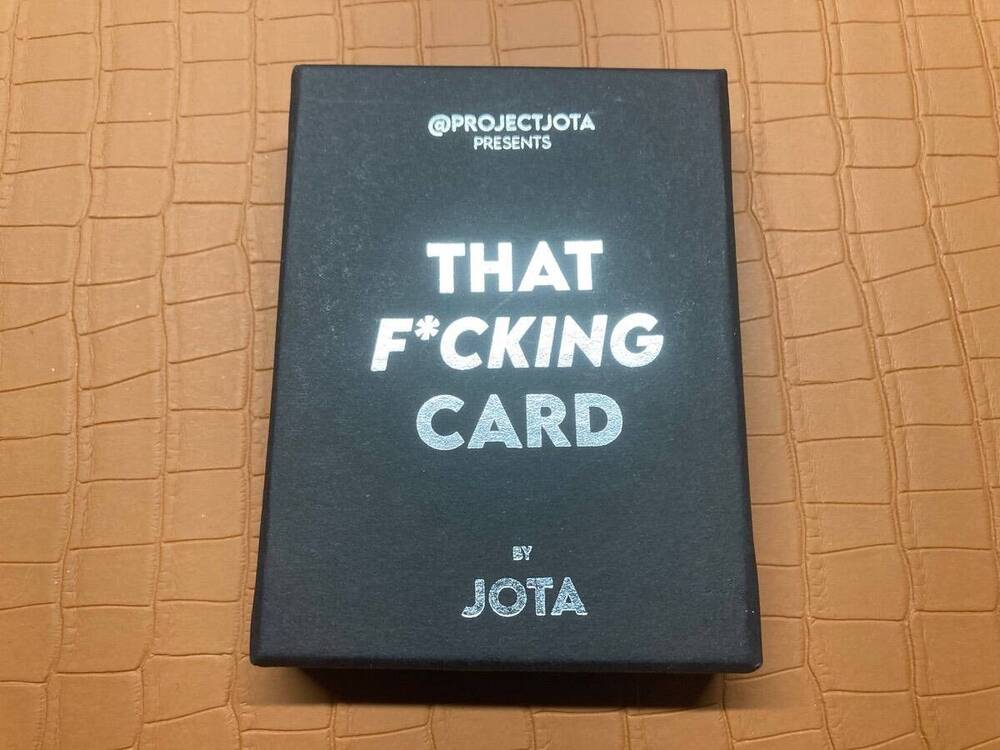 @PROJECTJOTA
PRESENTS
THAT
F*CKING
CARD
BY
JOTA